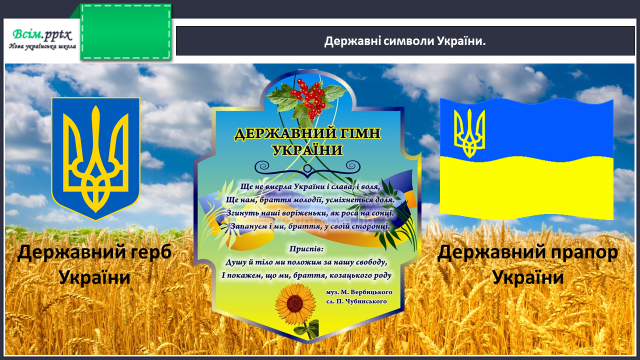 Всім.pptx
Нова українська школа
Державні символи України.
ДЕРЖАВНИЙ ГІМН
УКРАЇНИ
Ще не вмерла України і слава, і воля,
Ще нам, браття молодії, усміхнеться доля.
Згинуть наші воріженьки, як роса на сонці.
Запануєм і ми, браття, у своїй сторонці.
Приспів:
Душу й тіло ми положим за нашу свободу,
І покажем, що ми, браття, козацького роду
муз. М. Вербицького
сл. П. Чубинського
Державний герб
України
Державний прапор
України